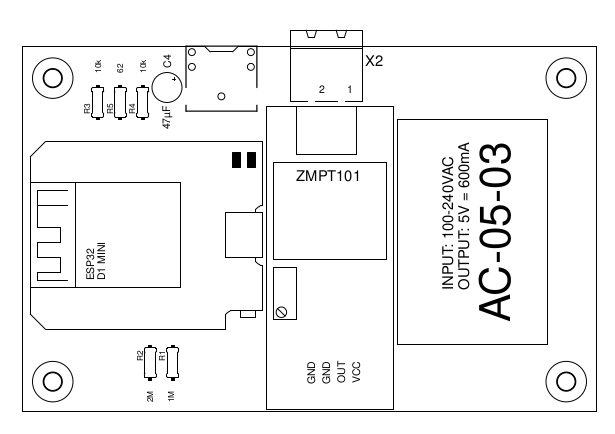 10k
62
10k
C4
+
47µF
R3
R5
R4
X2
2
1
ZMPT101
ESP32
D1 MINI
INPUT: 100-240VAC
OUTPUT: 5V = 600mA
AC-05-03
R2
R1
2M
1M
GND
GND
OUT
VCC